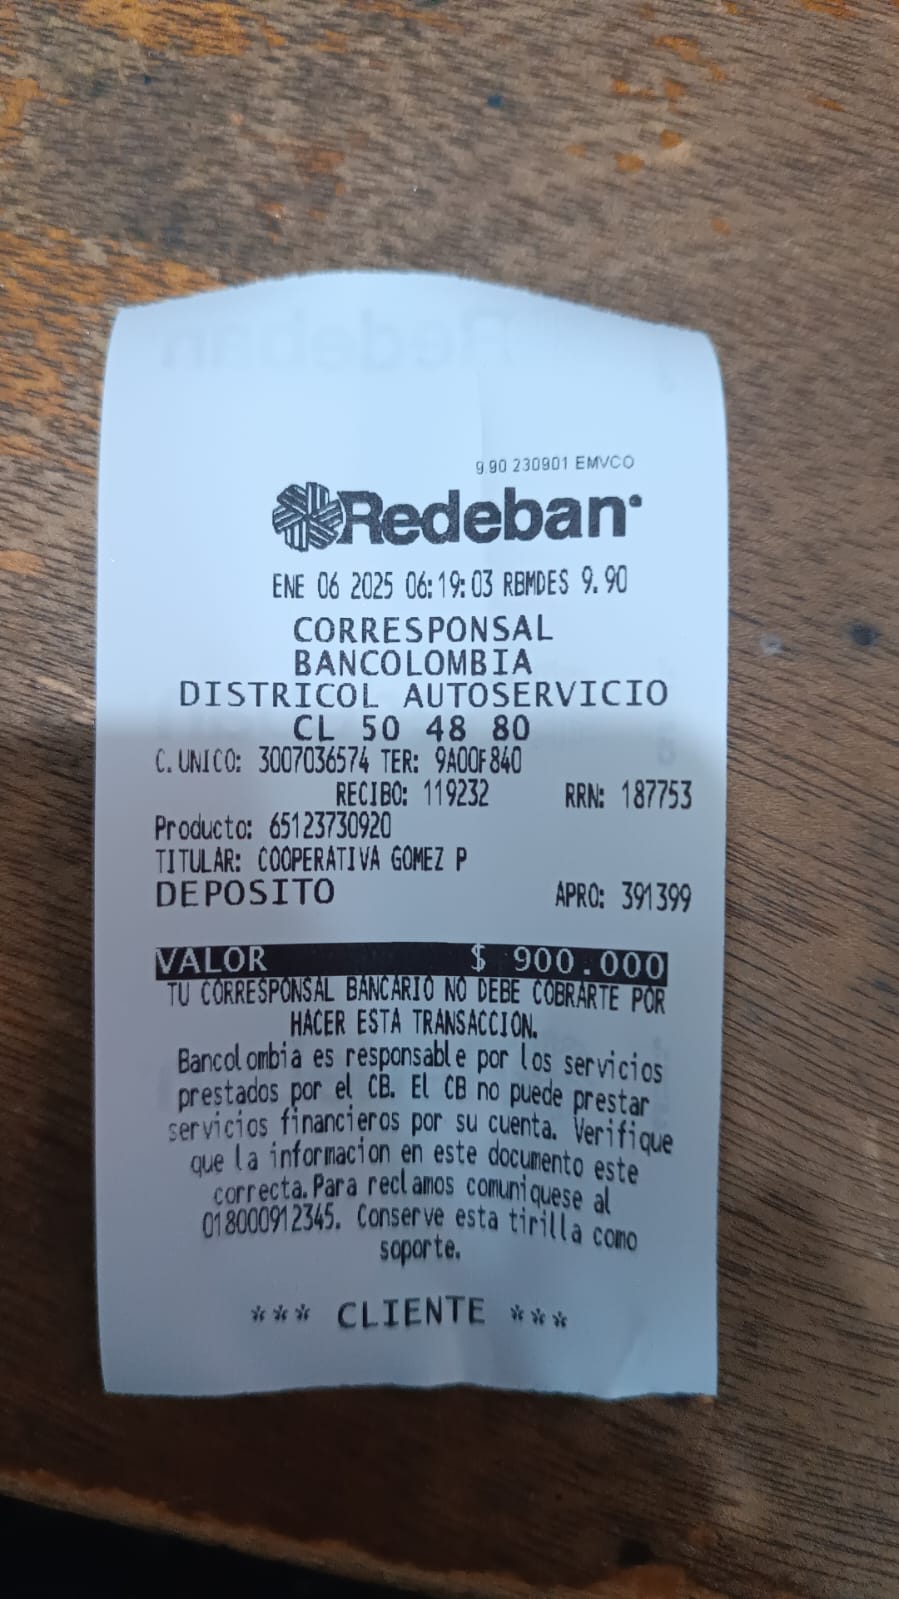 9.90 230901 EMVCO
Redeban
ENE 06 2025 06:19:03 RBMDES 9.90
CORRESPONSAL
BANCOLOMBIA
DISTRICOL AUTOSERVICIO
CL 50 48 80
C. UNICO: 3007036574 TER: 9A00F840
RECIBO: 119232 RRN: 187753
Producto: 65123730920
TITULAR: COOPERATIVA GOMEZ P
DEPOSITO APRO: 391399
VALOR $ 900.000
TU CORRESPONSAL BANCARIO NO DEBE COBRARTE POR
HACER ESTA TRANSACCION.
Bancolombia es responsable por los servicios
prestados por el CB. El CB no puede prestar
servicios financieros por su cuenta. Verifique
que la informacion en este documento este
correcta. Para reclamos comuniquese al
018000912345. Conserve esta tirilla como
soporte.
*** CLIENTE ***